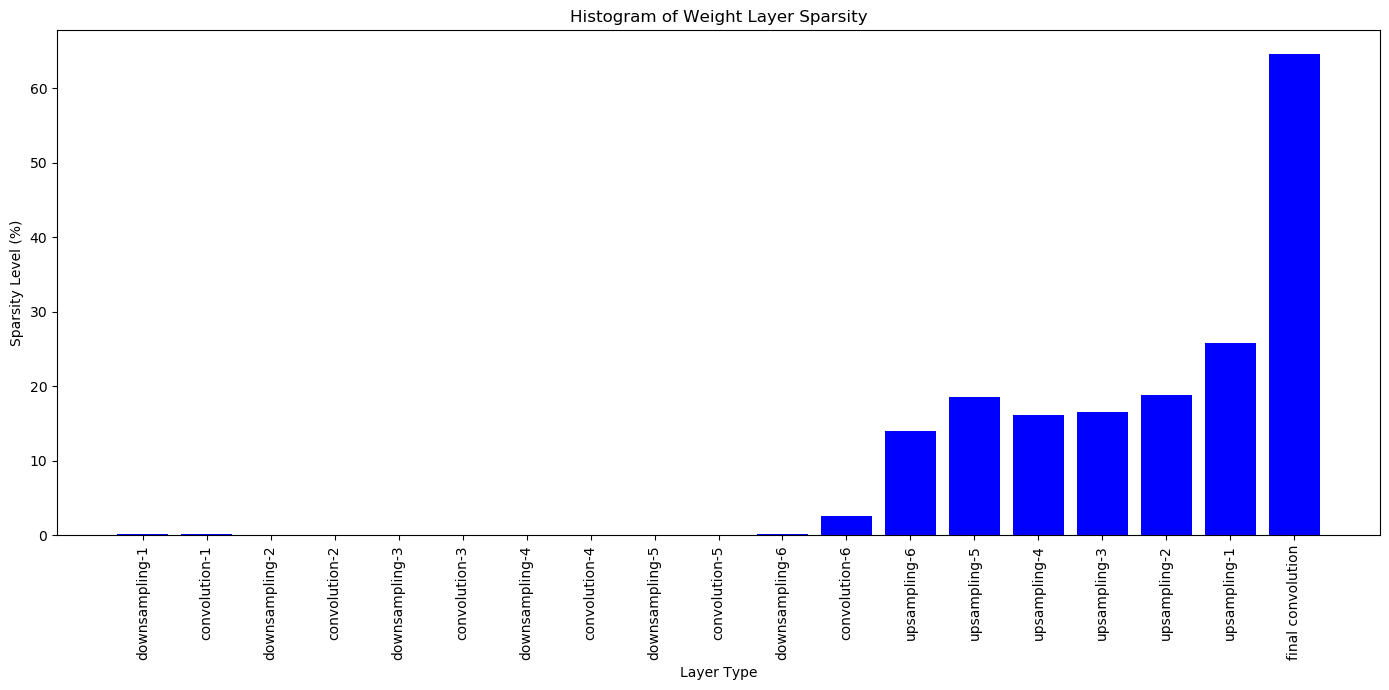 Histogram of Weight Layer Sparsity
Sparsity Level (%)
60
50
40
30
20
10
0
downsampling-1
convolution-1
downsampling-2
convolution-2
downsampling-3
convolution-3
downsampling-4
convolution-4
downsampling-5
convolution-5
downsampling-6
convolution-6
upsampling-6
upsampling-5
upsampling-4
upsampling-3
upsampling-2
upsampling-1
final convolution
Layer Type